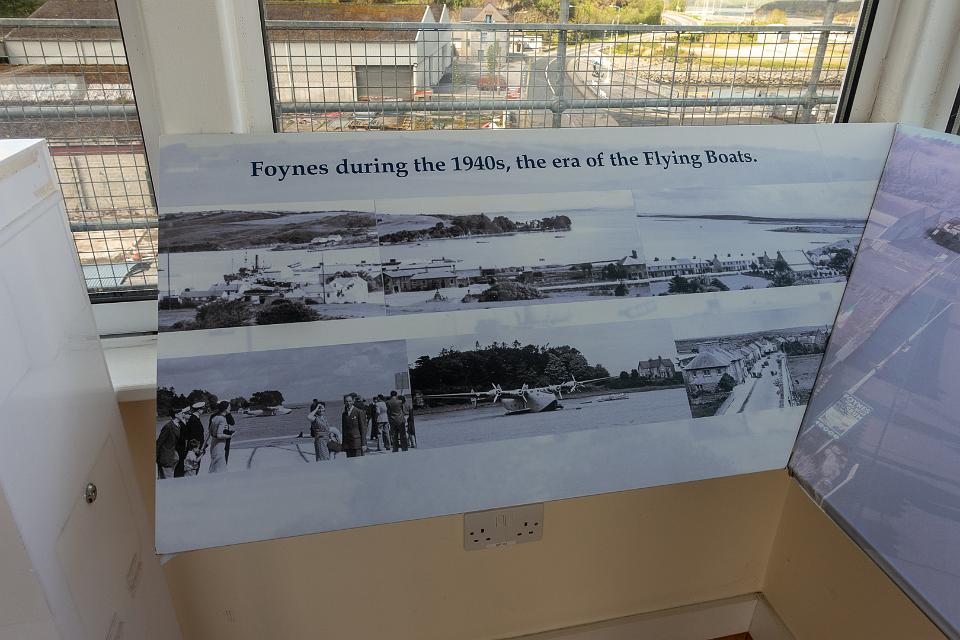 Foynes during the 1940s, the era of the Flying Boats.